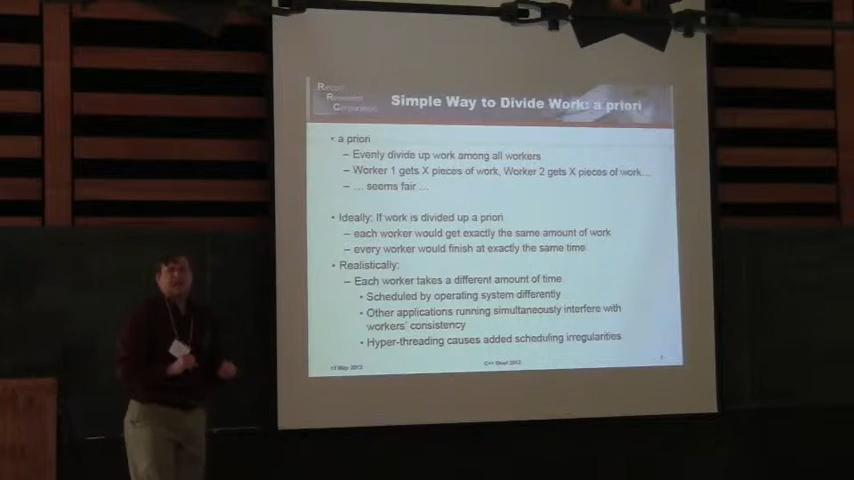 Simple Way to Divide Work: a priori
• a priori
– Evenly divide up work among all workers
– Worker 1 gets X pieces of work, Worker 2 gets X pieces of work…
– … seems fair …
• Ideally: If work is divided up a priori
– each worker would get exactly the same amount of work
– every worker would finish at exactly the same time
• Realistically:
– Each worker takes a different amount of time
• Scheduled by operating system differently
• Other applications running simultaneously interfere with
workers' consistency
• Hyper-threading causes added scheduling irregularities